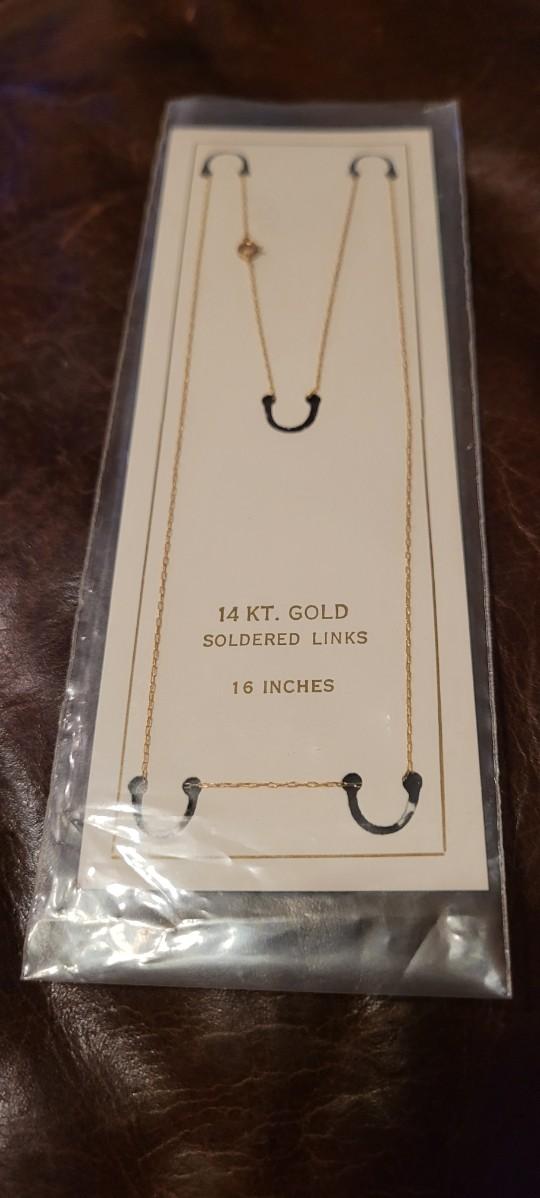 14 KT. GOLD
SOLDERED LINKS
16 INCHES